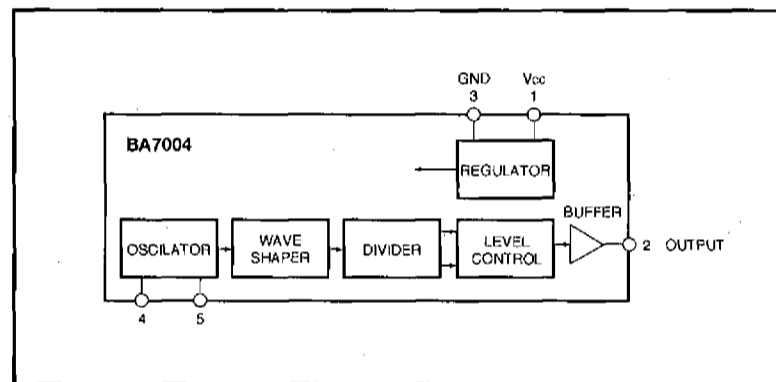 GND Vcc
3 1
BA7004
REGULATOR
BUFFER
OSCILATOR
WAVE
SHAPER
DIVIDER
LEVEL
CONTROL
2 OUTPUT
4 5